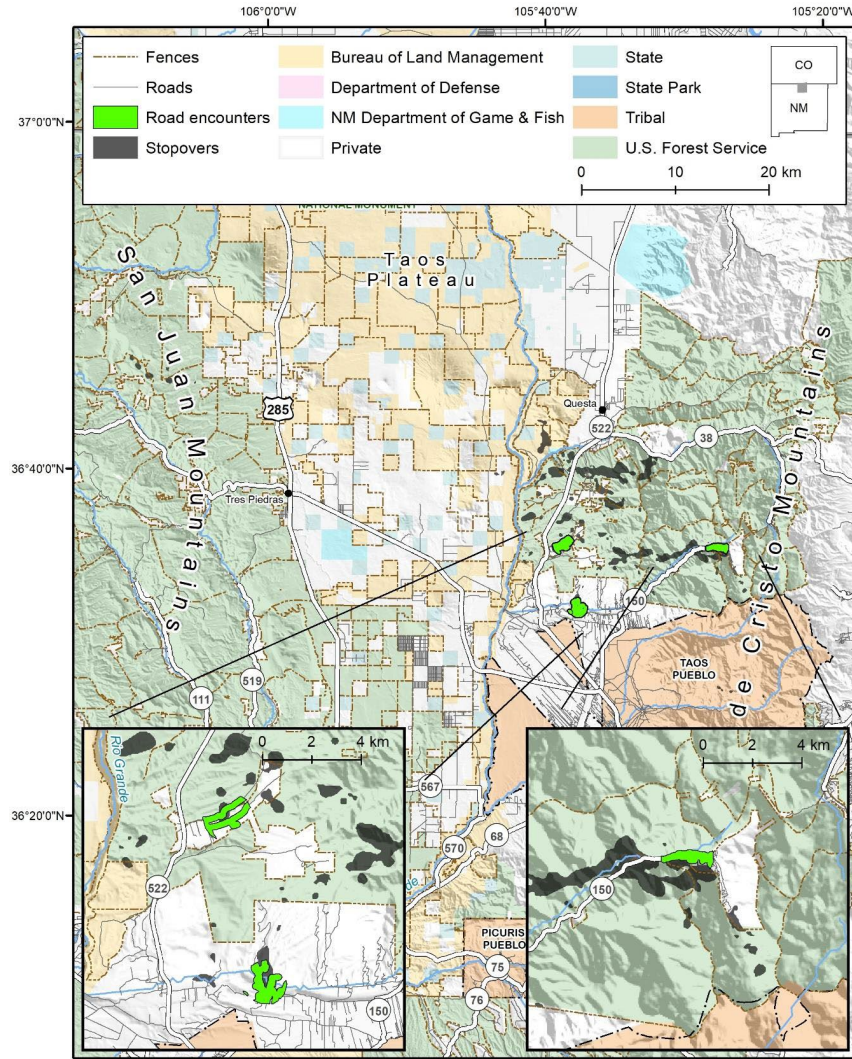 106°0'0"W
105°40'0"W
105°20'0"W
Fences
Roads
Road encounters
Stopovers
Bureau of Land Management
Department of Defense
NM Department of Game & Fish
Private
State
State Park
Tribal
U.S. Forest Service
CO
NM
0 10 20 km
37°0'0"N
NATIONAL MONUMENT
San Juan Mountains
Taos
Plateau
285
Questa
522
38
36°40'0"N
Tres Piedras
de Cristo Mountains
150
TAOS
PUEBLO
111
519
0 2 4 km
0 2 4 km
Rio Grande
567
36°20'0"N
570
68
522
150
150
PICURIS
PUEBLO
75
76